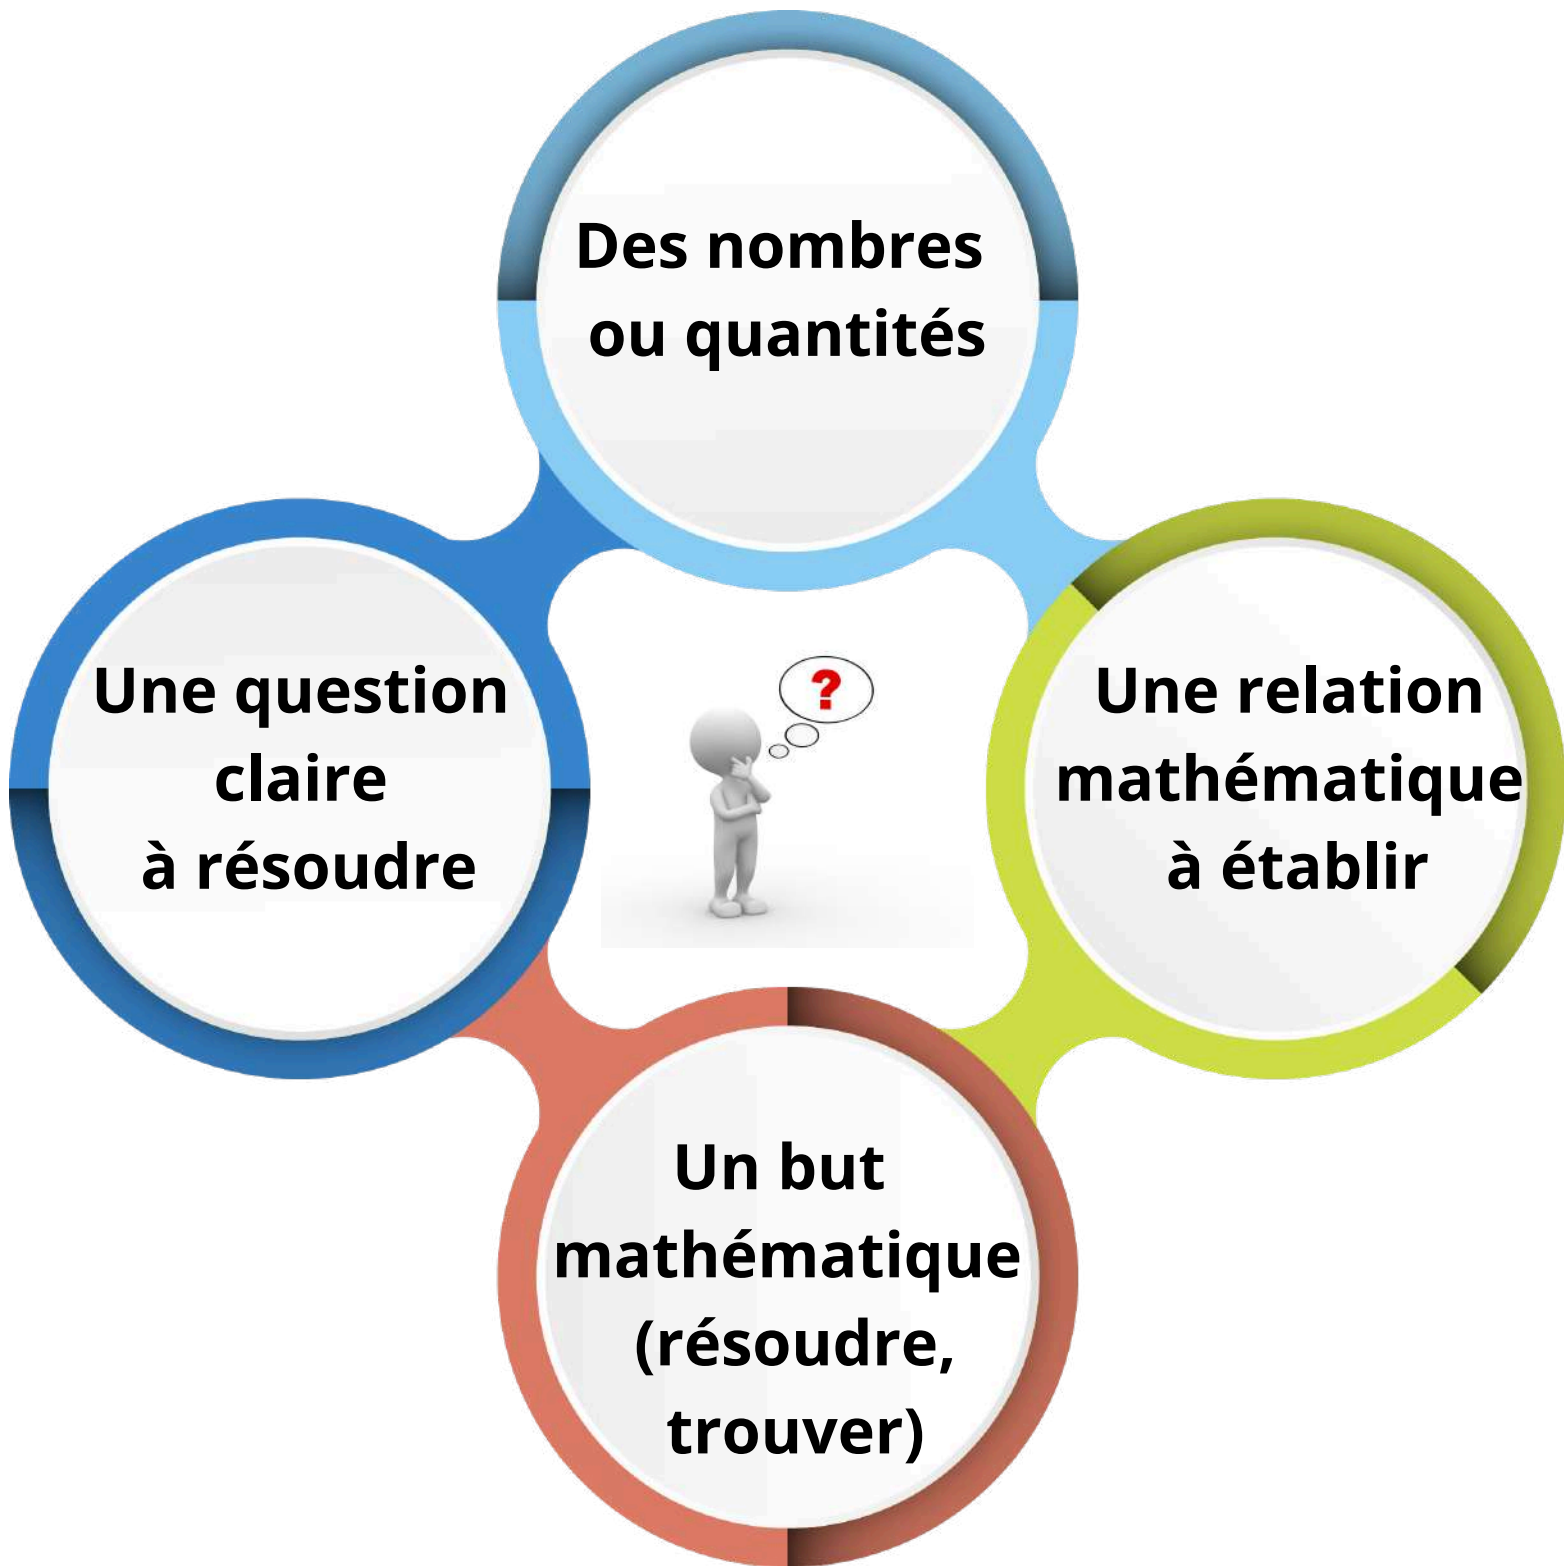 Des nombres
ou quantités
?
Une question
claire
à résoudre
Une relation
mathématique
à établir
Un but
mathématique
(résoudre,
trouver)